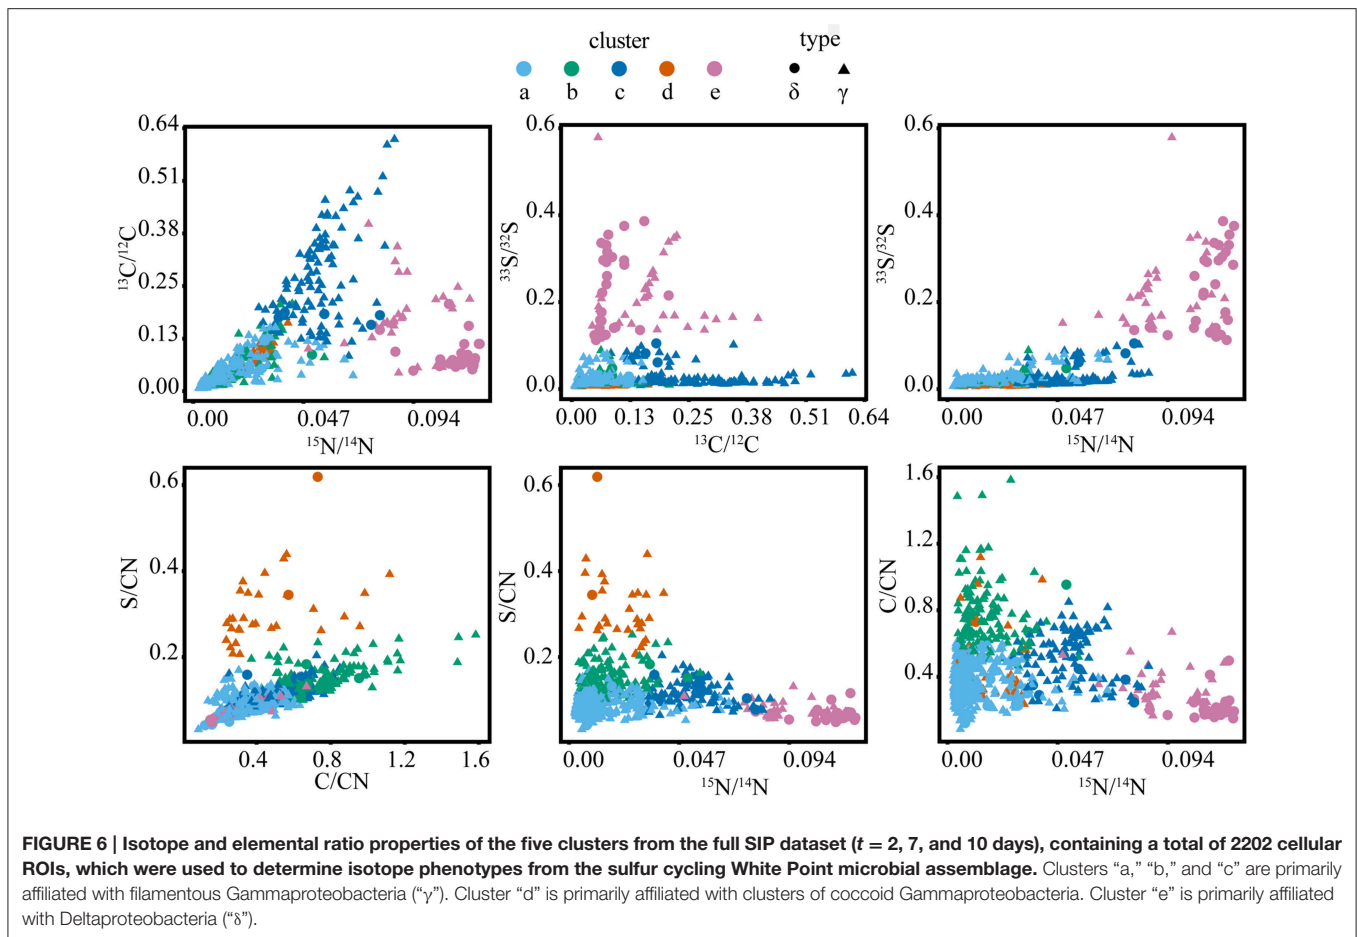 cluster
type
a b c d e δ γ
0.64
0.51
0.38
0.25
0.13
0.00
¹³C/¹²C
0.00 0.047 0.094
¹⁵N/¹⁴N
0.6
0.4
0.2
0.0
³³S/³²S
0.00 0.13 0.25 0.38 0.51 0.64
¹³C/¹²C
0.6
0.4
0.2
0.0
³³S/³²S
0.00 0.047 0.094
¹⁵N/¹⁴N
0.6
0.4
0.2
S/CN
0.4 0.8 1.2 1.6
C/CN
0.6
0.4
0.2
S/CN
0.00 0.047 0.094
¹⁵N/¹⁴N
1.6
1.2
0.8
0.4
C/CN
0.00 0.047 0.094
¹⁵N/¹⁴N
FIGURE 6 | Isotope and elemental ratio properties of the five clusters from the full SIP dataset (t = 2, 7, and 10 days), containing a total of 2202 cellular
ROIs, which were used to determine isotope phenotypes from the sulfur cycling White Point microbial assemblage. Clusters “a,” “b,” and “c” are primarily
affiliated with filamentous Gammaproteobacteria (“γ”). Cluster “d” is primarily affiliated with clusters of coccoid Gammaproteobacteria. Cluster “e” is primarily affiliated
with Deltaproteobacteria (“δ”).